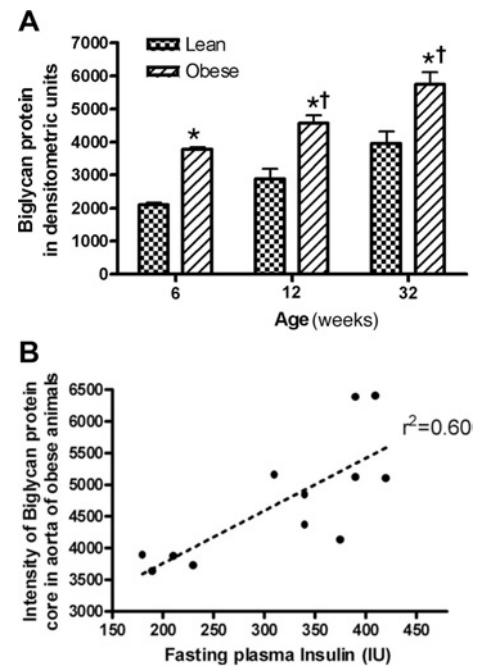 A
Biglycan protein
in densitometric units
7000
6000
5000
4000
3000
2000
1000
0
Lean
Obese
*
*†
*†
6 12 32
Age (weeks)
B
Intensity of Biglycan protein
core in aorta of obese animals
6500
6000
5500
5000
4500
4000
3500
3000
r²=0.60
150 200 250 300 350 400 450
Fasting plasma Insulin (IU)